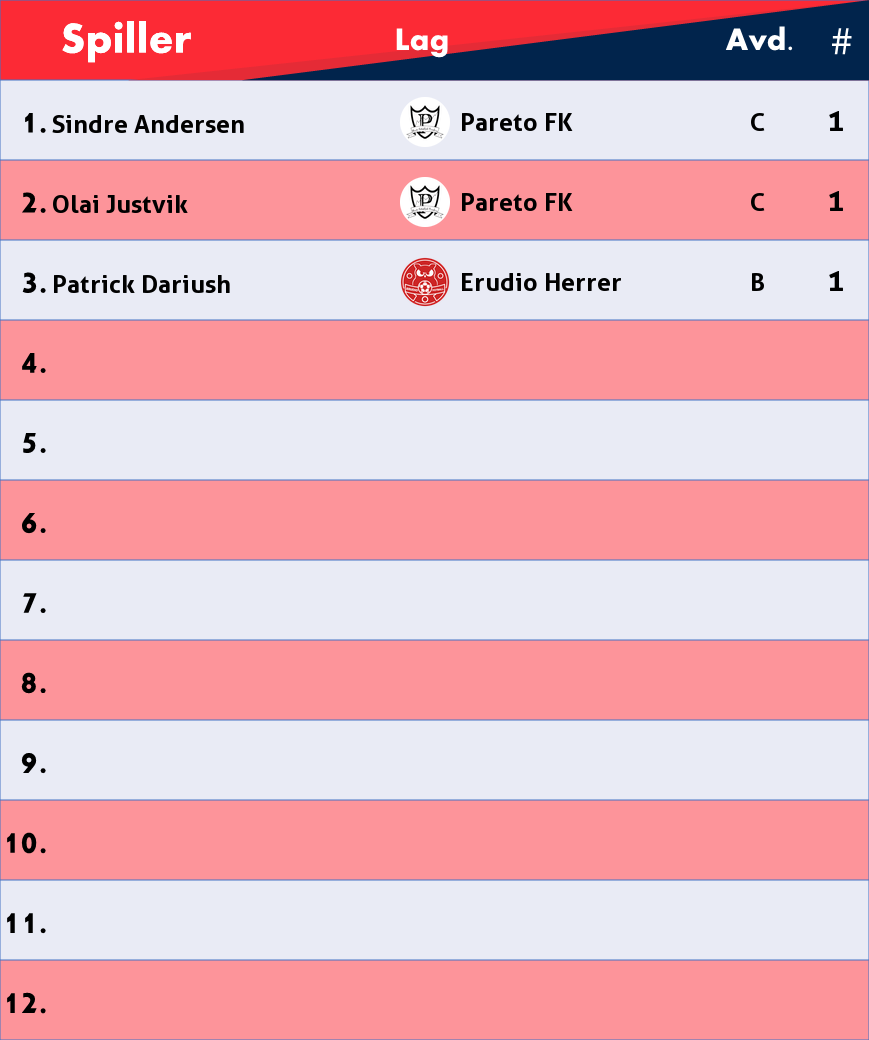 Spiller Lag Avd. #
1. Sindre Andersen P Pareto FK C 1
2. Olai Justvik P Pareto FK C 1
3. Patrick Dariush Erudio Herrer B 1
4.
5.
6.
7.
8.
9.
10.
11.
12.